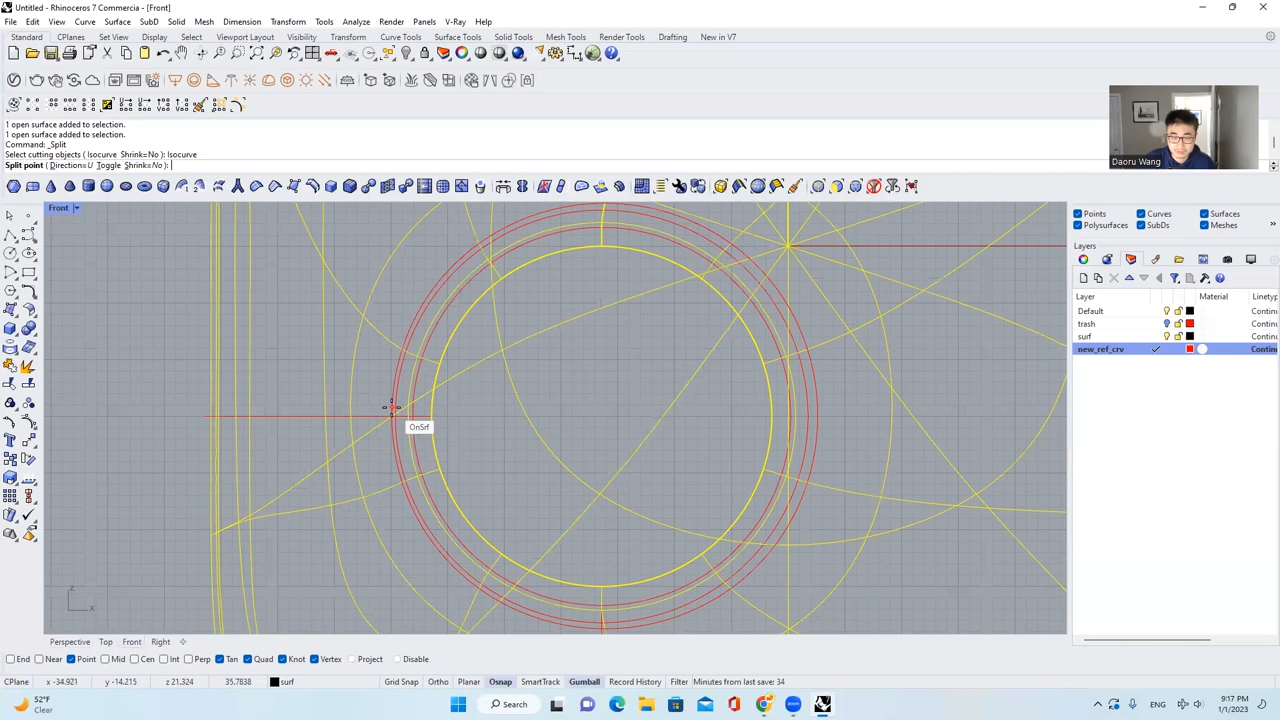 Untitled - Rhinoceros 7 Commercia - [Front]
File Edit View Curve Surface SubD Solid Mesh Dimension Transform Tools Analyze Render Panels V-Ray Help
Standard CPlanes Set View Display Select Viewport Layout Visibility Transform Curve Tools Surface Tools Solid Tools Mesh Tools Render Tools Drafting New in V7
1 open surface added to selection.
1 open surface added to selection.
Command: _Split
Select cutting objects ( Isocurve Shrink=No ): Isocurve
Split point ( Direction=U Toggle Shrink=No ):
Daoru Wang
Front
OnSrf
z
x
Points Curves Surfaces
Polysurfaces SubDs Meshes
Layers
Layer Material Linetyp
Default Continu
trash Continu
surf Continu
new_ref_crv Contin
Perspective Top Front Right
End Near Point Mid Cen Int Perp Tan Quad Knot Vertex Project Disable
CPlane x -34.921 y -14.215 z 21.324 35.7838 surf Grid Snap Ortho Planar Osnap SmartTrack Gumball Record History Filter Minutes from last save: 34
52°F
Clear
Search
ENG
9:17 PM
1/1/2023